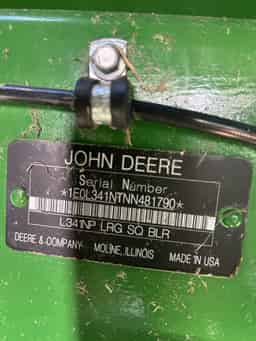 JOHN DEERE
Serial Number
*1E0L341NTNN481790*
L341NP LRG SQ BLR
DEERE & COMPANY MOLINE, ILLINOIS MADE IN USA